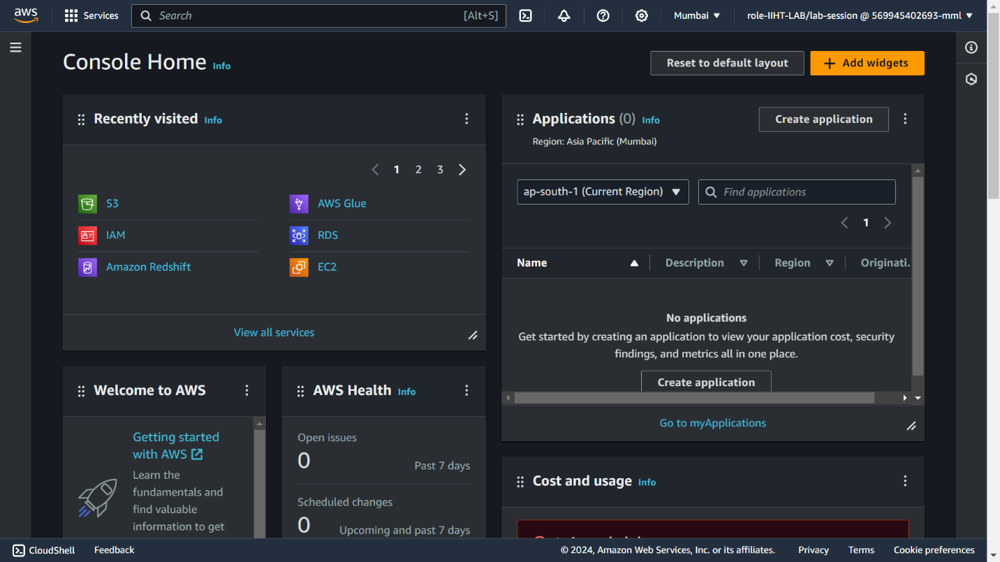 aws
Services
Search
[Alt+S]
Mumbai
role-IIHT-LAB/lab-session @ 569945402693-mml
Console Home Info
Reset to default layout
Add widgets
Recently visited Info
1 2 3
S3
AWS Glue
IAM
RDS
Amazon Redshift
EC2
View all services
Applications (0) Info
Region: Asia Pacific (Mumbai)
Create application
ap-south-1 (Current Region)
Find applications
1
Name
Description
Region
Originati.
No applications
Get started by creating an application to view your application cost, security
findings, and metrics all in one place.
Create application
Go to myApplications
Welcome to AWS
Getting started
with AWS
Learn the
fundamentals and
find valuable
information to get
AWS Health Info
Open issues
0
Past 7 days
Scheduled changes
0
Upcoming and past 7 days
Cost and usage Info
CloudShell
Feedback
© 2024, Amazon Web Services, Inc. or its affiliates.
Privacy
Terms
Cookie preferences